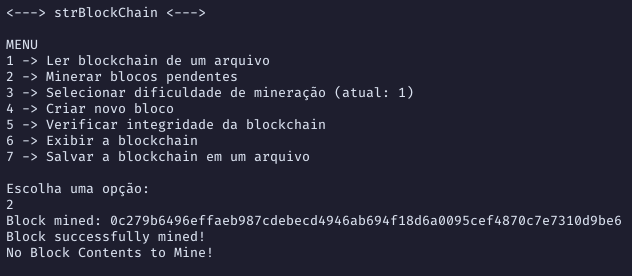 <---> strBlockChain <--->
MENU
1 -> Ler blockchain de um arquivo
2 -> Minerar blocos pendentes
3 -> Selecionar dificuldade de mineração (atual: 1)
4 -> Criar novo bloco
5 -> Verificar integridade da blockchain
6 -> Exibir a blockchain
7 -> Salvar a blockchain em um arquivo
Escolha uma opção:
2
Block mined: 0c279b6496effaeb987cdebecd4946ab694f18d6a0095cef4870c7e7310d9be6
Block successfully mined!
No Block Contents to Mine!